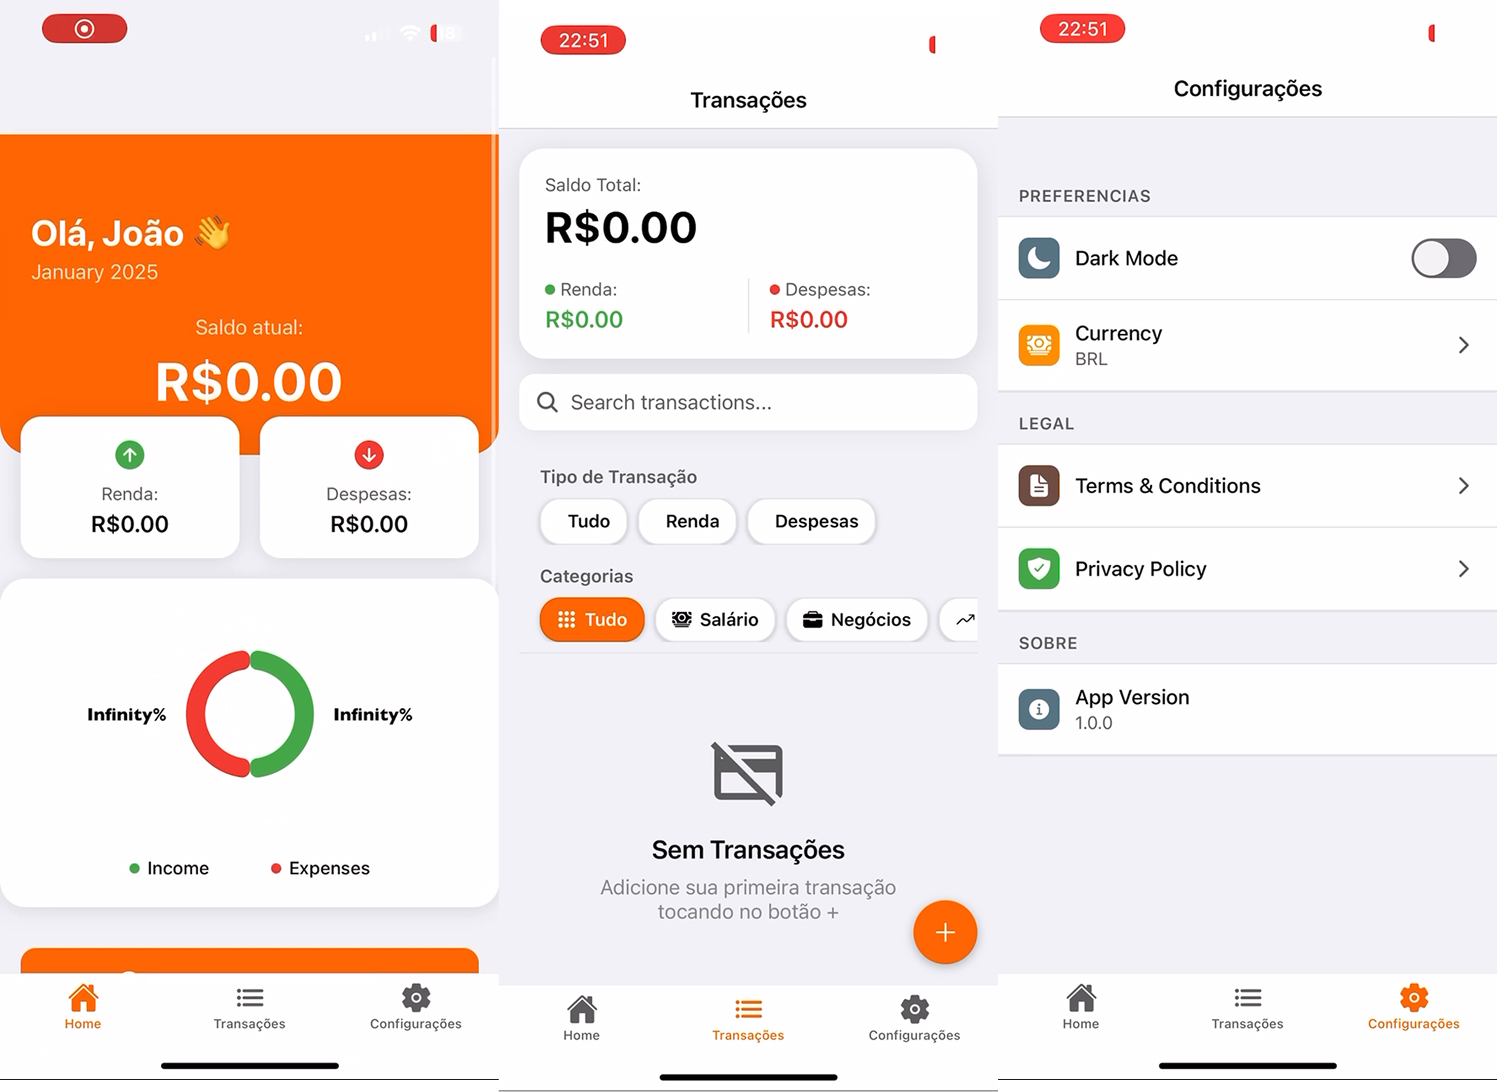 8
Olá, João 👋
January 2025
Saldo atual:
R$0.00
Renda:
R$0.00
Despesas:
R$0.00
Infinity%
Infinity%
Income
Expenses
Home
Transações
Configurações
22:51
Transações
Saldo Total:
R$0.00
Renda:
R$0.00
Despesas:
R$0.00
Search transactions...
Tipo de Transação
Tudo
Renda
Despesas
Categorias
Tudo
Salário
Negócios
Sem Transações
Adicione sua primeira transação
tocando no botão +
Home
Transações
Configurações
22:51
Configurações
PREFERENCIAS
Dark Mode
Currency
BRL
LEGAL
Terms & Conditions
Privacy Policy
SOBRE
App Version
1.0.0
Home
Transações
Configurações